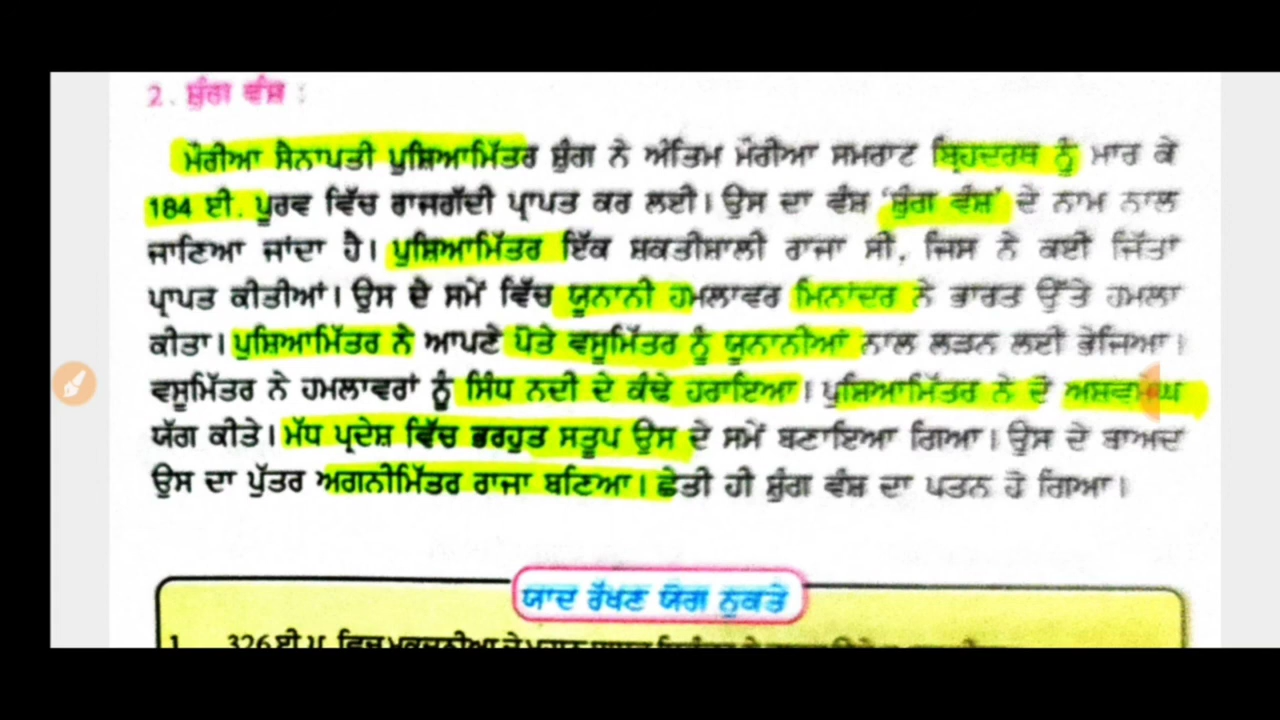 2. ਸ਼ੁੰਗ ਵੰਸ਼ :
ਮੌਰੀਆ ਸੈਨਾਪਤੀ ਪੁਸ਼ਿਆਮਿੱਤਰ ਸ਼ੁੰਗ ਨੇ ਅੰਤਿਮ ਮੌਰੀਆ ਸਮਰਾਟ ਬ੍ਰਿਹਦਰਥ ਨੂੰ ਮਾਰ ਕੇ
184 ਈ. ਪੂਰਵ ਵਿੱਚ ਰਾਜਗੱਦੀ ਪ੍ਰਾਪਤ ਕਰ ਲਈ। ਉਸ ਦਾ ਵੰਸ਼ ‘ਸ਼ੁੰਗ ਵੰਸ਼’ ਦੇ ਨਾਮ ਨਾਲ
ਜਾਣਿਆ ਜਾਂਦਾ ਹੈ। ਪੁਸ਼ਿਆਮਿੱਤਰ ਇੱਕ ਸ਼ਕਤੀਸ਼ਾਲੀ ਰਾਜਾ ਸੀ, ਜਿਸ ਨੇ ਕਈ ਜਿੱਤਾਂ
ਪ੍ਰਾਪਤ ਕੀਤੀਆਂ। ਉਸ ਦੇ ਸਮੇਂ ਵਿੱਚ ਯੂਨਾਨੀ ਹਮਲਾਵਰ ਮਿਨਾਂਦਰ ਨੇ ਭਾਰਤ ਉੱਤੇ ਹਮਲਾ
ਕੀਤਾ। ਪੁਸ਼ਿਆਮਿੱਤਰ ਨੇ ਆਪਣੇ ਪੋਤੇ ਵਸੂਮਿੱਤਰ ਨੂੰ ਯੂਨਾਨੀਆਂ ਨਾਲ ਲੜਨ ਲਈ ਭੇਜਿਆ।
ਵਸੂਮਿੱਤਰ ਨੇ ਹਮਲਾਵਰਾਂ ਨੂੰ ਸਿੰਧ ਨਦੀ ਦੇ ਕੰਢੇ ਹਰਾਇਆ। ਪੁਸ਼ਿਆਮਿੱਤਰ ਨੇ ਦੋ ਅਸ਼ਵਮੇਘ
ਯੱਗ ਕੀਤੇ। ਮੱਧ ਪ੍ਰਦੇਸ਼ ਵਿੱਚ ਭਰਹੁਤ ਸਤੂਪ ਉਸ ਦੇ ਸਮੇਂ ਬਣਾਇਆ ਗਿਆ। ਉਸ ਦੇ ਬਾਅਦ
ਉਸ ਦਾ ਪੁੱਤਰ ਅਗਨੀਮਿੱਤਰ ਰਾਜਾ ਬਣਿਆ। ਛੇਤੀ ਹੀ ਸ਼ੁੰਗ ਵੰਸ਼ ਦਾ ਪਤਨ ਹੋ ਗਿਆ।
ਯਾਦ ਰੱਖਣ ਯੋਗ ਨੁਕਤੇ
1. 326 ਈ.ਪੂ. ਵਿਚ